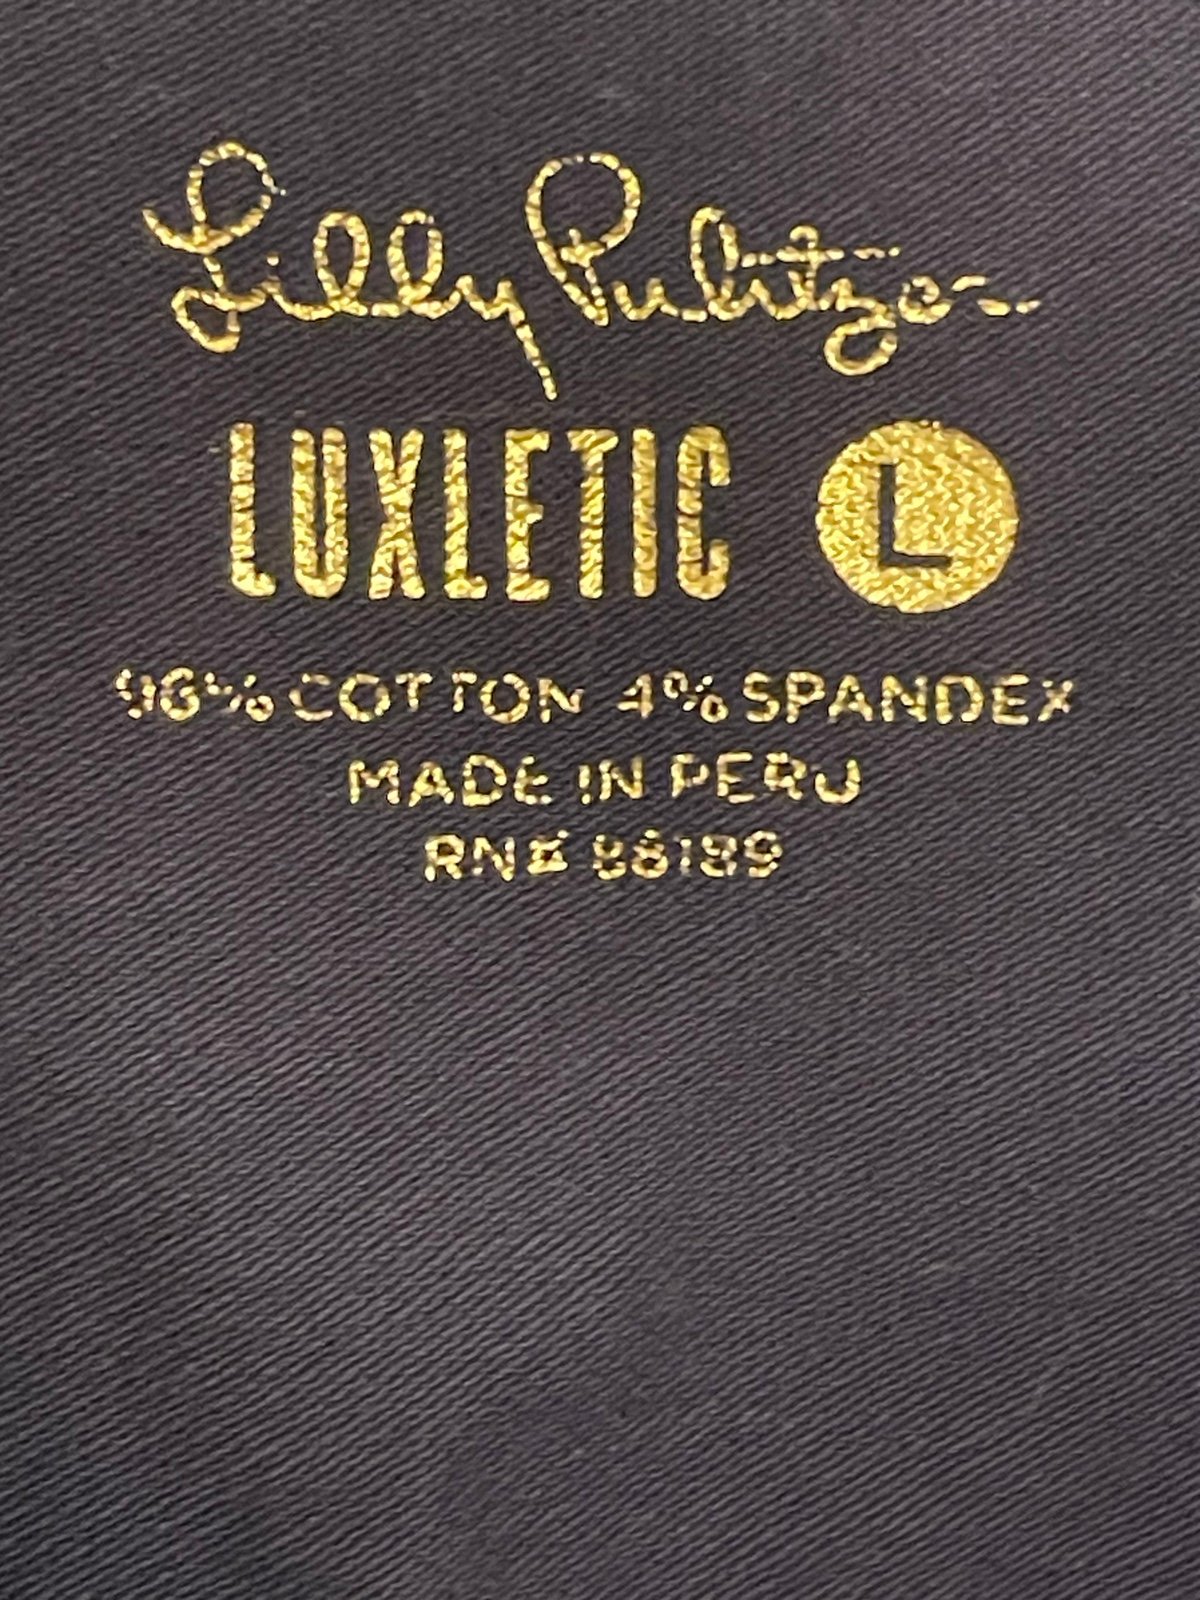 Lilly Pulitzer
LUXLETIC L
96% COTTON 4% SPANDEX
MADE IN PERU
RN# 88189